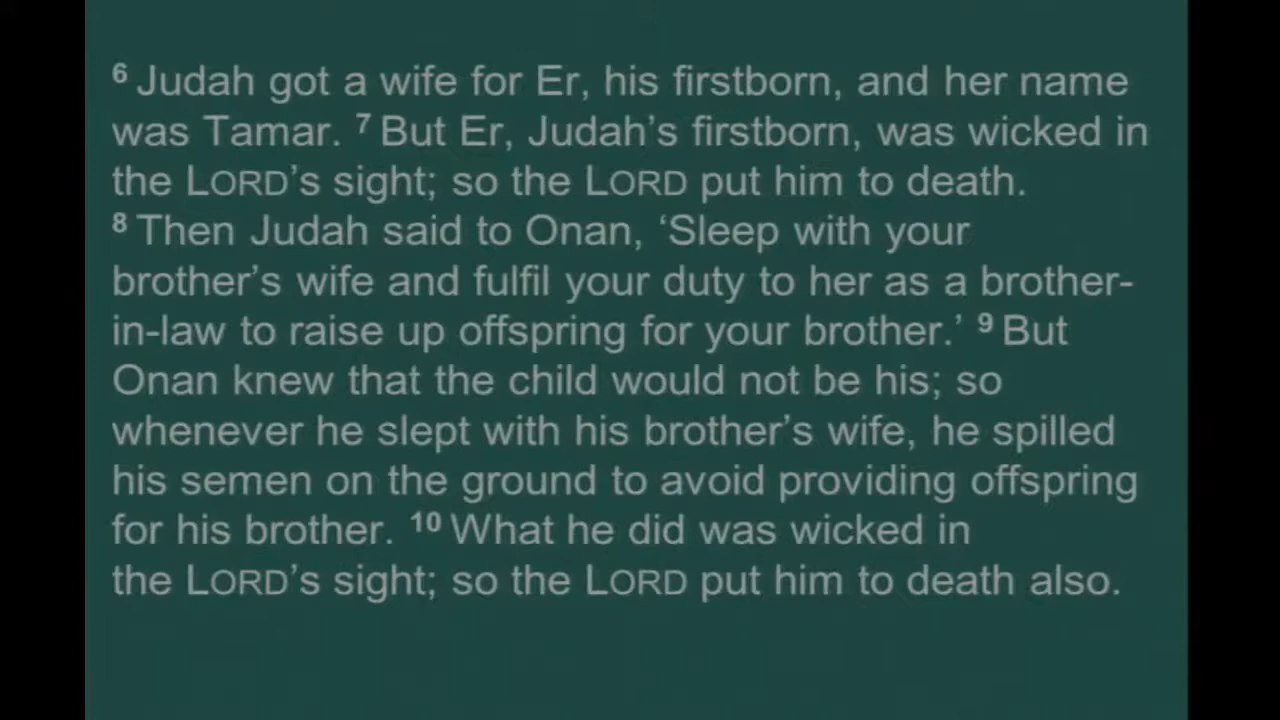 6 Judah got a wife for Er, his firstborn, and her name
was Tamar. 7 But Er, Judah’s firstborn, was wicked in
the LORD’s sight; so the LORD put him to death.
8 Then Judah said to Onan, ‘Sleep with your
brother’s wife and fulfil your duty to her as a brother-
in-law to raise up offspring for your brother.’ 9 But
Onan knew that the child would not be his; so
whenever he slept with his brother’s wife, he spilled
his semen on the ground to avoid providing offspring
for his brother. 10 What he did was wicked in
the LORD’s sight; so the LORD put him to death also.